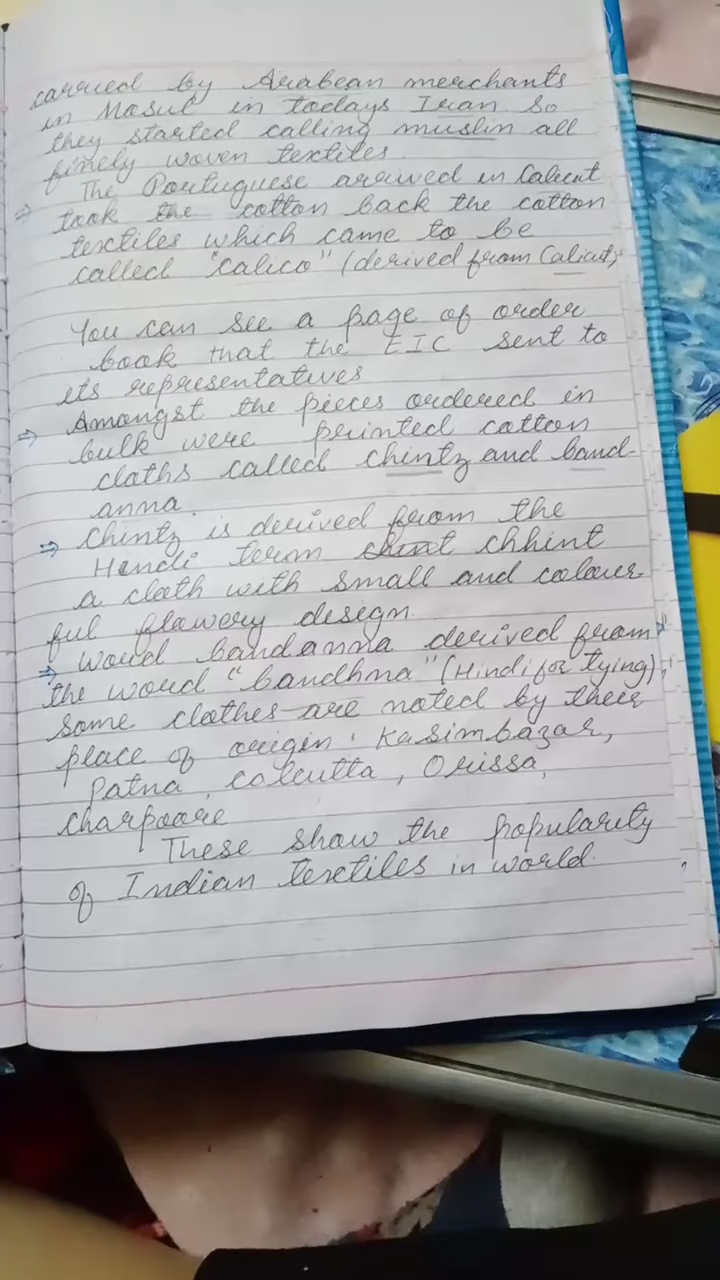 carried by Arabean merchants
in Mosul in todays Iran so
they started calling muslin all
finely woven textiles.
The Portuguese arrived in Calicut
⇒ took the cotton back the cotton
textiles which came to be
called "calico" (derived from Calicut)
You can see a page of order
book that the EIC sent to
its representatives
⇒ Amongst the pieces ordered in
bulk were printed cotton
cloths called chintz and band-
anna.
⇒ Chintz is derived from the
Hindi term chhint
a cloth with small and colour-
ful flowery design.
⇒ word bandanna derived from
the word "bandhna" (Hindi for tying)
some clothes are noted by their
place of origin: Kasimbazar,
Patna, Calcutta, Orissa,
charpoore
These show the popularity
of Indian textiles in world.